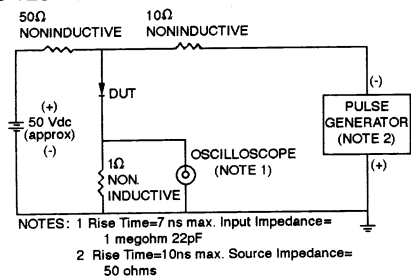 50Ω
NONINDUCTIVE
10Ω
NONINDUCTIVE
DUT
(+)
50 Vdc
(approx)
(-)
1Ω
NON.
INDUCTIVE
OSCILLOSCOPE
(NOTE 1)
(-)
PULSE
GENERATOR
(NOTE 2)
(+)
NOTES: 1 Rise Time=7 ns max. Input Impedance=
1 megohm 22pF
2 Rise Time=10ns max. Source Impedance=
50 ohms